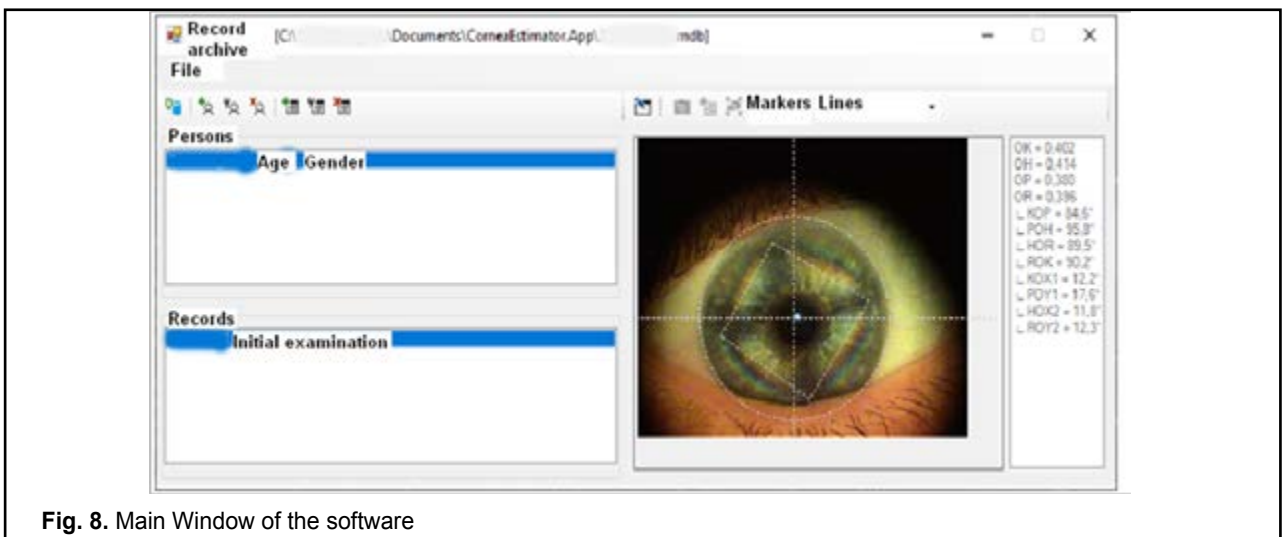 Record archive [C:\ \Documents\CorneaEstimator.App\ mdb]
File
Markers Lines
Persons
Age Gender
Records
Initial examination
OK = 0,402
OH = 0,414
OP = 0,380
OR = 0,396
∟KOP = 84,6°
∟POH = 95,8°
∟HOR = 89,5°
∟ROK = 90,2°
∟KOX1 = 12,2°
∟POY1 = 17,6°
∟HOX2 = 11,8°
∟ROY2 = 12,3°
Fig. 8. Main Window of the software